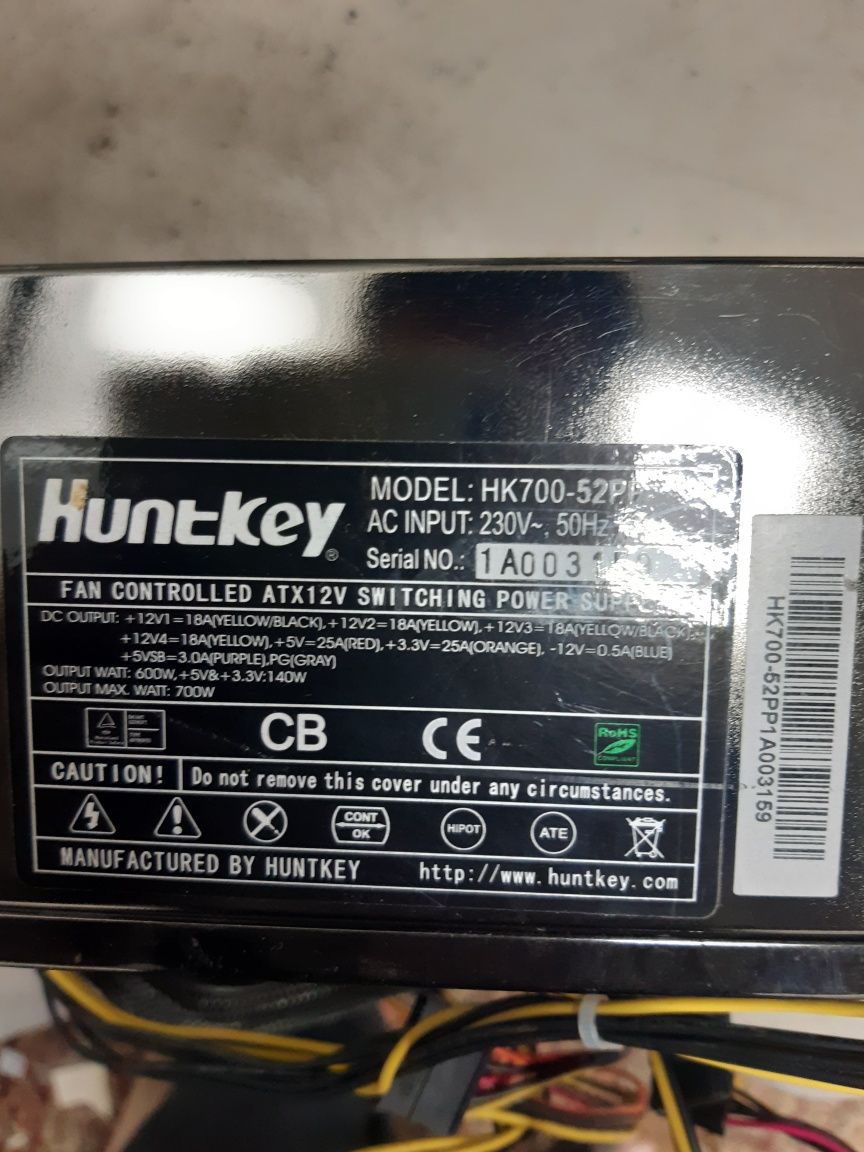 Huntkey ®
MODEL: HK700-52PP
AC INPUT: 230V~, 50Hz
Serial NO.: 1A003159
FAN CONTROLLED ATX12V SWITCHING POWER SUPPLY
DC OUTPUT: +12V1=18A(YELLOW/BLACK), +12V2=18A(YELLOW), +12V3=18A(YELLOW/BLACK),
+12V4=18A(YELLOW), +5V=25A(RED), +3.3V=25A(ORANGE), -12V=0.5A(BLUE)
+5VSB=3.0A(PURPLE),PG(GRAY)
OUTPUT WATT: 600W, +5V&+3.3V:140W
OUTPUT MAX. WATT: 700W
CB CE RoHS
COMPLIANT
CAUTION! Do not remove this cover under any circumstances.
CONT
OK
HIPOT
ATE
MANUFACTURED BY HUNTKEY http://www.huntkey.com
HK700-52PP1A003159